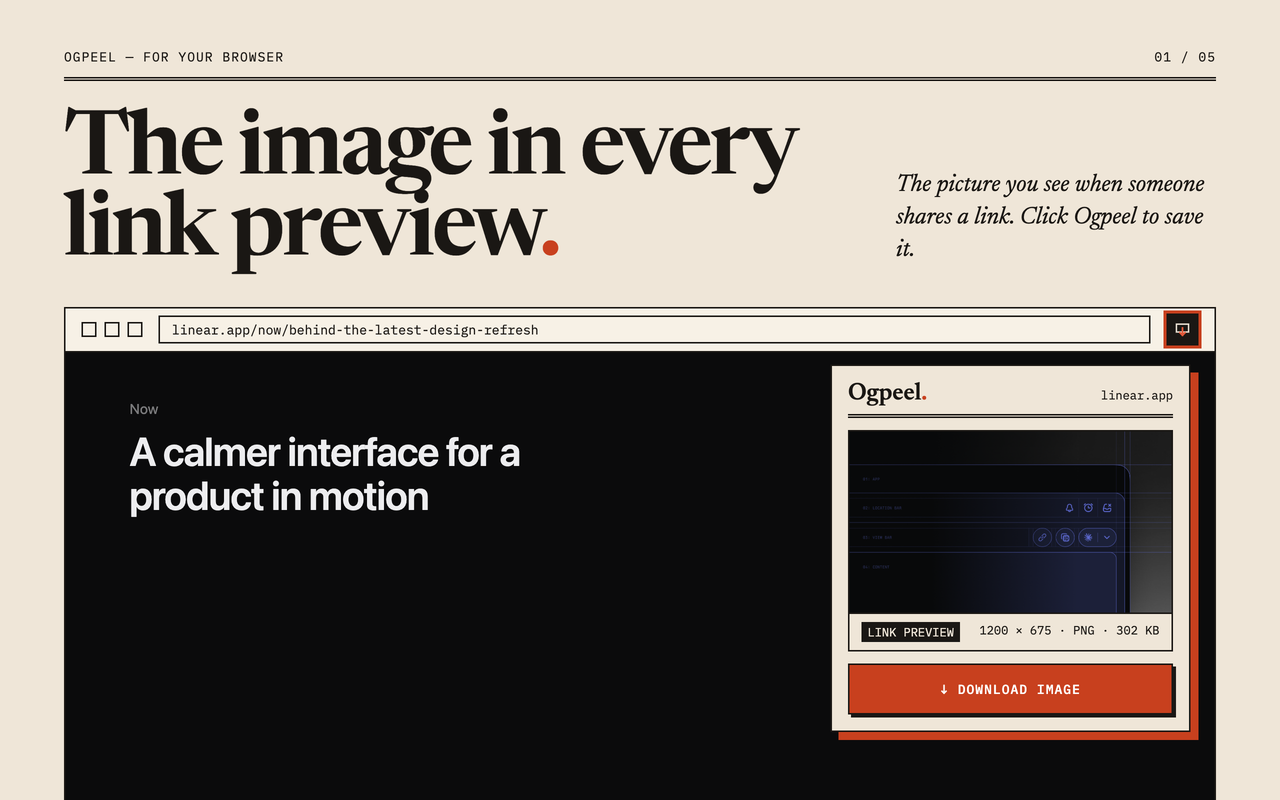 OGPEEL — FOR YOUR BROWSER
01 / 05
The image in every
link preview.
The picture you see when someone
shares a link. Click Ogpeel to save
it.
linear.app/now/behind-the-latest-design-refresh
Now
A calmer interface for a
product in motion
Ogpeel.
linear.app
LINK PREVIEW
1200 × 675 · PNG · 302 KB
↓ DOWNLOAD IMAGE